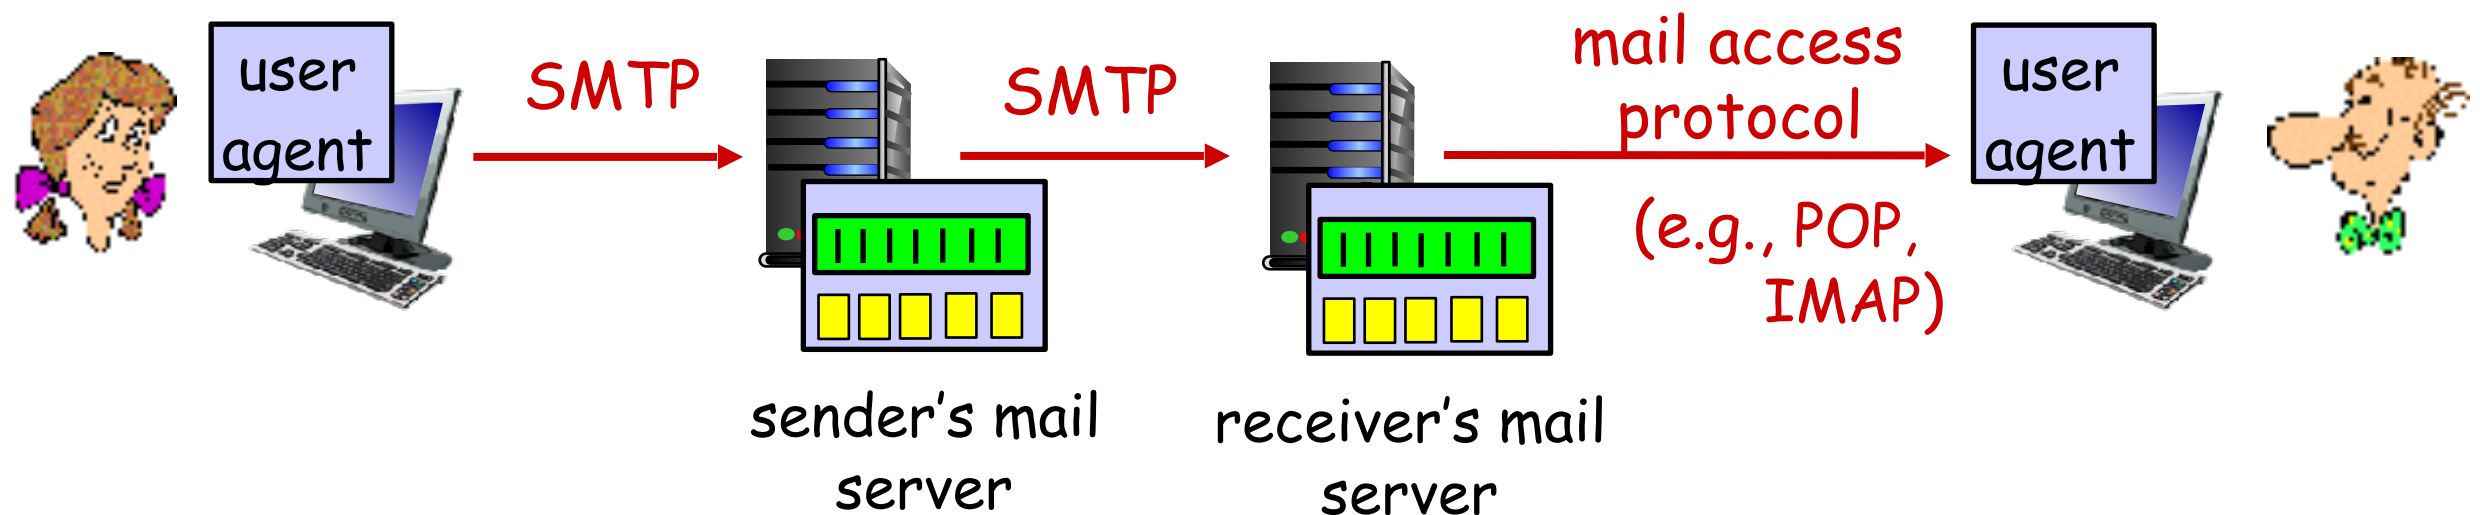 user
agent
SMTP
SMTP
mail access
protocol
(e.g., POP,
IMAP)
user
agent
sender’s mail
server
receiver’s mail
server